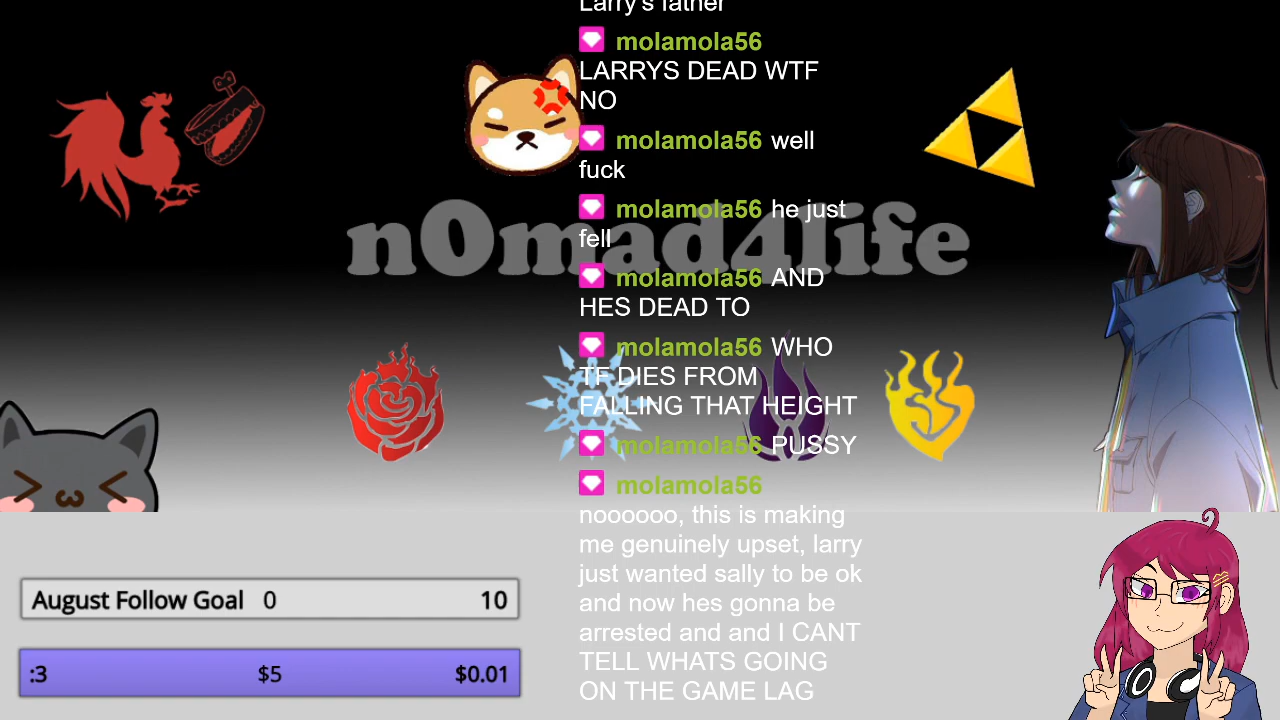 Larry's father
molamola56
LARRYS DEAD WTF
NO
molamola56 well
fuck
molamola56 he just
fell
n0mad4life
molamola56 AND
HES DEAD TO
molamola56 WHO
TF DIES FROM
FALLING THAT HEIGHT
molamola56 PUSSY
molamola56
noooooo, this is making
me genuinely upset, larry
just wanted sally to be ok
and now hes gonna be
arrested and and I CANT
TELL WHATS GOING
ON THE GAME LAG
August Follow Goal 0 10
:3 $5 $0.01